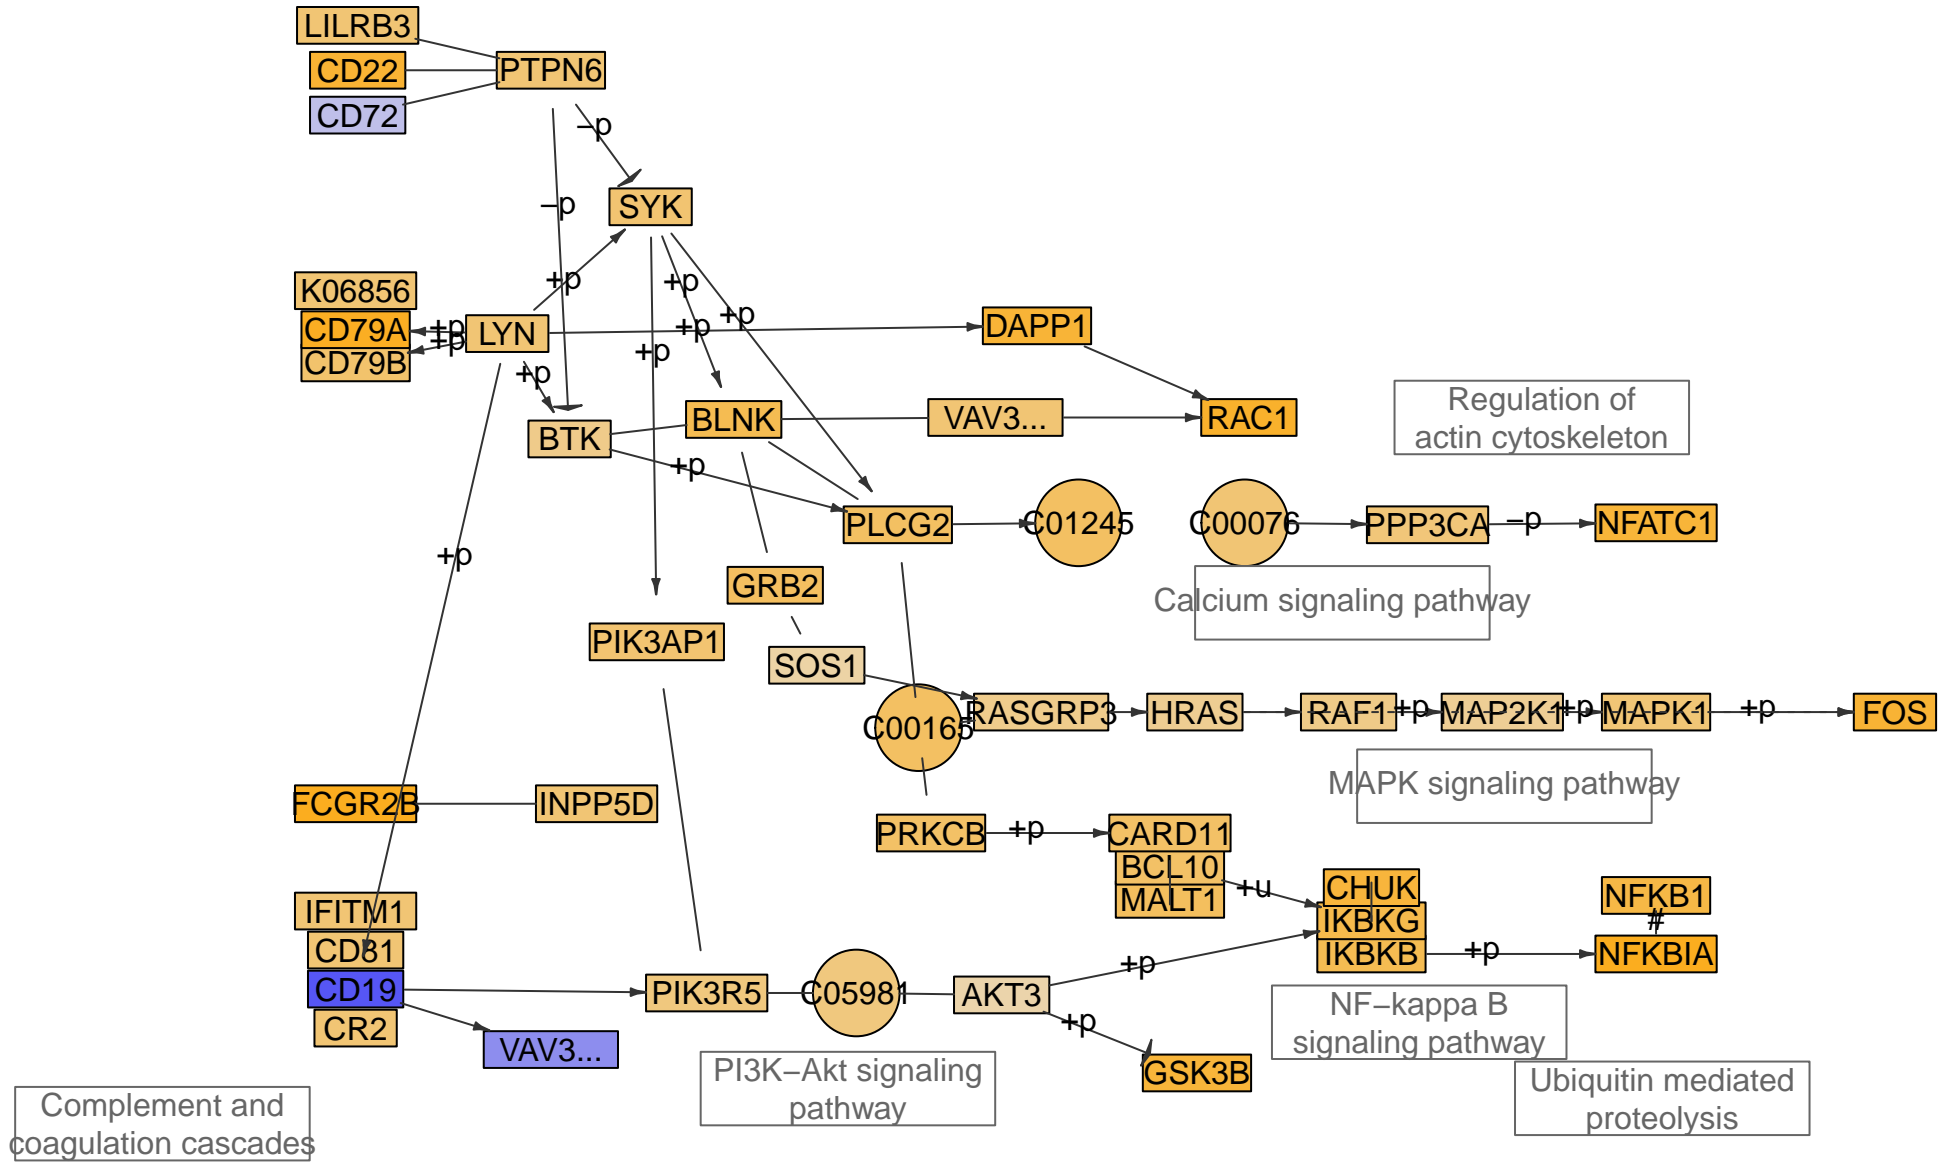 LILRB3
CD22
PTPN6
CD72
–p
SYK
–p
K06856
+p
+p
CD79A
+p
LYN
+p
+p
DAPP1
CD79B
+p
+p
+p
Regulation of
actin cytoskeleton
BTK
BLNK
VAV3...
RAC1
+p
PLCG2
C01245
C00076
PPP3CA
–p
NFATC1
+p
GRB2
Calcium signaling pathway
PIK3AP1
SOS1
C00165
RASGRP3
HRAS
RAF1
+p
MAP2K1
+p
MAPK1
+p
FOS
MAPK signaling pathway
FCGR2B
INPP5D
PRKCB
+p
CARD11
BCL10
MALT1
+u
CHUK
IKBKG
IKBKB
+p
NFKB1
#
NFKBIA
IFITM1
CD81
CD19
CR2
VAV3...
PIK3R5
C05981
AKT3
+p
+p
GSK3B
NF–kappa B
signaling pathway
PI3K–Akt signaling
pathway
Ubiquitin mediated
proteolysis
Complement and
coagulation cascades